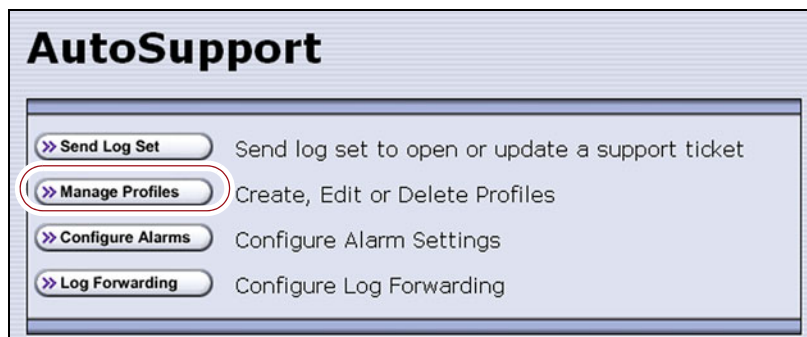 AutoSupport
» Send Log Set Send log set to open or update a support ticket
» Manage Profiles Create, Edit or Delete Profiles
» Configure Alarms Configure Alarm Settings
» Log Forwarding Configure Log Forwarding